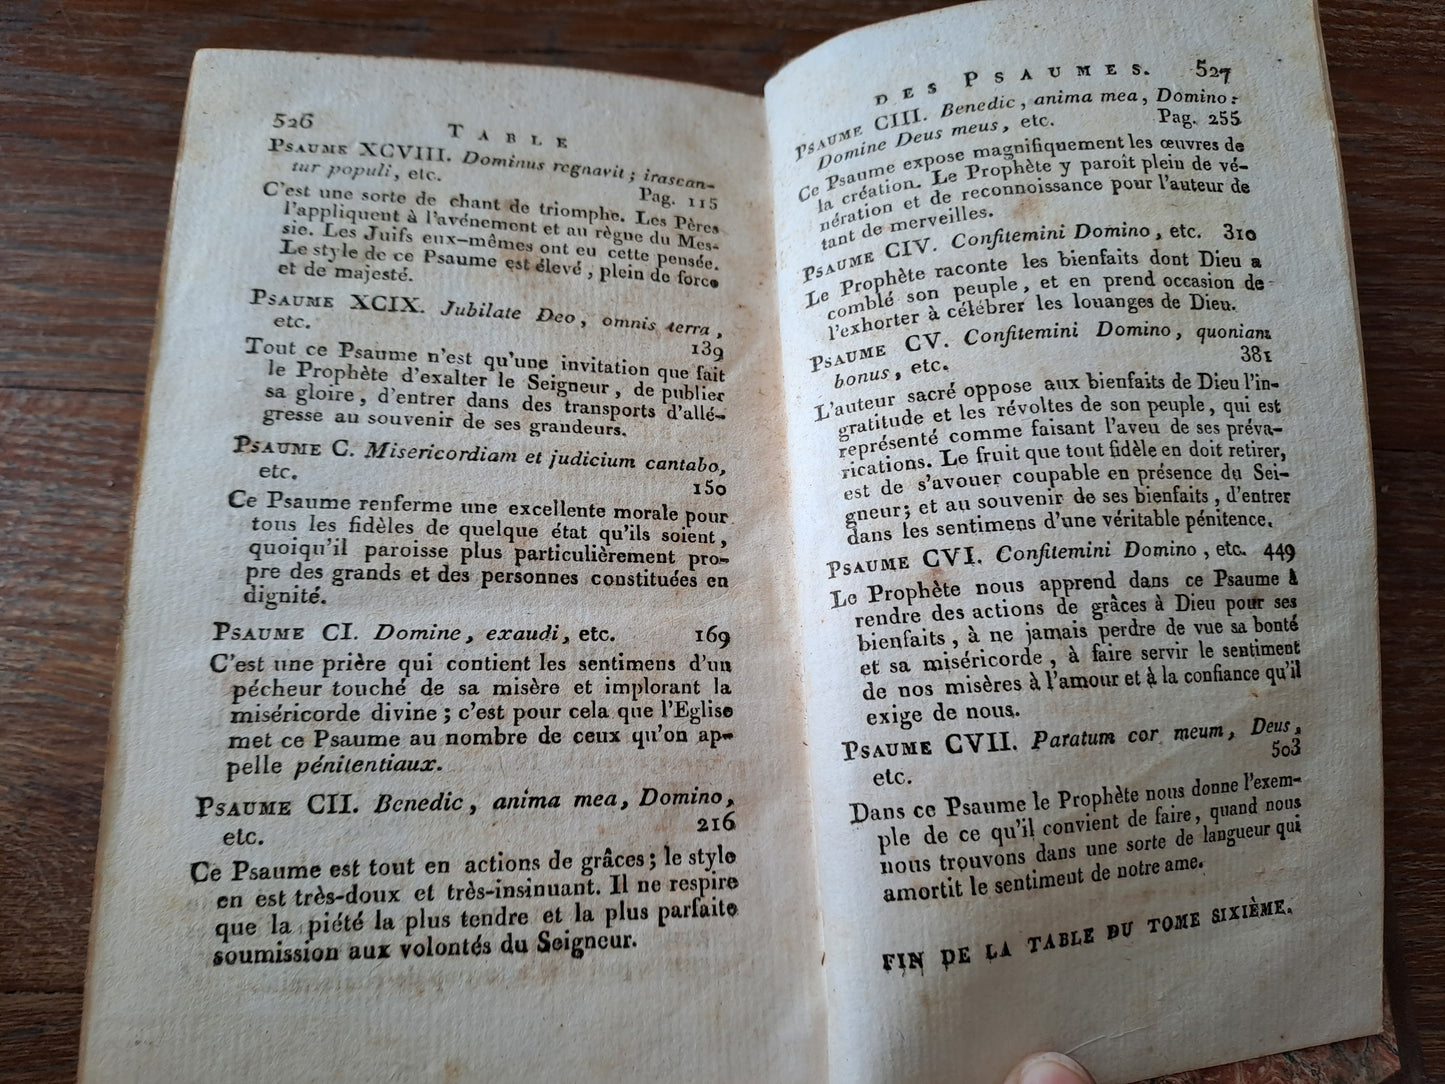 526
TABLE
PSAUME XCVIII. Dominus regnavit ; irascan-
tur populi, etc.
Pag. 115
C'est une sorte de chant de triomphe. Les Pères
l'appliquent à l'avénement et au règne du Mes-
sie. Les Juifs eux-mêmes ont eu cette pensée.
Le style de ce Psaume est élevé, plein de force
et de majesté.
PSAUME XCIX. Jubilate Deo, omnis terra,
etc.
139
Tout ce Psaume n'est qu'une invitation que fait
le Prophète d'exalter le Seigneur, de publier
sa gloire, d'entrer dans des transports d'allé-
gresse au souvenir de ses grandeurs.
PSAUME C. Misericordiam et judicium cantabo,
etc.
150
Ce Psaume renferme une excellente morale pour
tous les fidèles de quelque état qu'ils soient,
quoiqu'il paroisse plus particulièrement pro-
pre des grands et des personnes constituées en
dignité.
PSAUME CI. Domine, exaudi, etc. 169
C'est une prière qui contient les sentimens d'un
pécheur touché de sa misère et implorant la
miséricorde divine ; c'est pour cela que l'Eglise
met ce Psaume au nombre de ceux qu'on ap-
pelle pénitentiaux.
PSAUME CII. Benedic, anima mea, Domino,
etc. 216
Ce Psaume est tout en actions de grâces ; le style
en est très-doux et très-insinuant. Il ne respire
que la piété la plus tendre et la plus parfaite
soumission aux volontés du Seigneur.
DES PSAUMES. 527
PSAUME CIII. Benedic, anima mea, Domino:
Domine Deus meus, etc. Pag. 255
Ce Psaume expose magnifiquement les œuvres de
la création. Le Prophète y paroît plein de vé-
nération et de reconnoissance pour l'auteur de
tant de merveilles.
PSAUME CIV. Confitemini Domino, etc. 310
Le Prophète raconte les bienfaits dont Dieu a
comblé son peuple, et en prend occasion de
l'exhorter à célébrer les louanges de Dieu.
PSAUME CV. Confitemini Domino, quoniam
bonus, etc. 381
L'auteur sacré oppose aux bienfaits de Dieu l'in-
gratitude et les révoltes de son peuple, qui est
représenté comme faisant l'aveu de ses préva-
rications. Le fruit que tout fidèle en doit retirer,
est de s'avouer coupable en présence du Sei-
gneur; et au souvenir de ses bienfaits, d'entrer
dans les sentimens d'une véritable pénitence.
PSAUME CVI. Confitemini Domino, etc. 449
Le Prophète nous apprend dans ce Psaume à
rendre des actions de grâces à Dieu pour ses
bienfaits, à ne jamais perdre de vue sa bonté
et sa miséricorde, à faire servir le sentiment
de nos misères à l'amour et à la confiance qu'il
exige de nous.
PSAUME CVII. Paratum cor meum, Deus,
etc. 503
Dans ce Psaume le Prophète nous donne l'exem-
ple de ce qu'il convient de faire, quand nous
nous trouvons dans une sorte de langueur qui
amortit le sentiment de notre ame.
FIN DE LA TABLE DU TOME SIXIÈME.